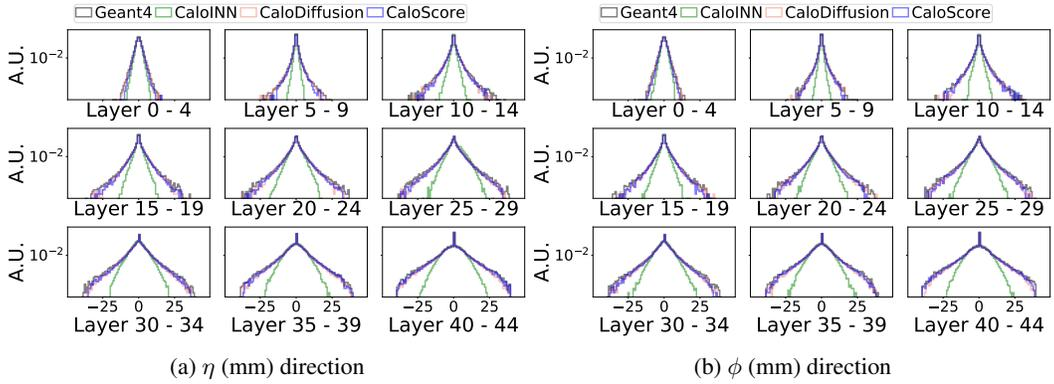 Geant4 CaloINN CaloDiffusion CaloScore Geant4 CaloINN CaloDiffusion CaloScore
A.U. 10⁻² A.U. 10⁻²
Layer 0 - 4 Layer 5 - 9 Layer 10 - 14 Layer 0 - 4 Layer 5 - 9 Layer 10 - 14
A.U. 10⁻² A.U. 10⁻²
Layer 15 - 19 Layer 20 - 24 Layer 25 - 29 Layer 15 - 19 Layer 20 - 24 Layer 25 - 29
A.U. 10⁻² A.U. 10⁻²
−25 0 25 −25 0 25 −25 0 25 −25 0 25 −25 0 25 −25 0 25
Layer 30 - 34 Layer 35 - 39 Layer 40 - 44 Layer 30 - 34 Layer 35 - 39 Layer 40 - 44
(a) η (mm) direction (b) ϕ (mm) direction